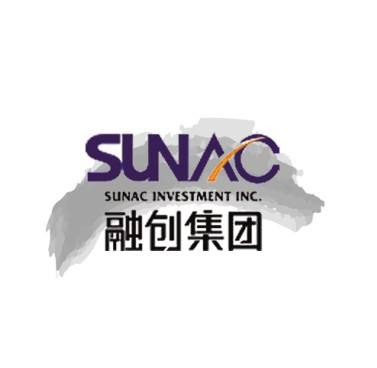 SUNAC
SUNAC INVESTMENT INC.
融创集团